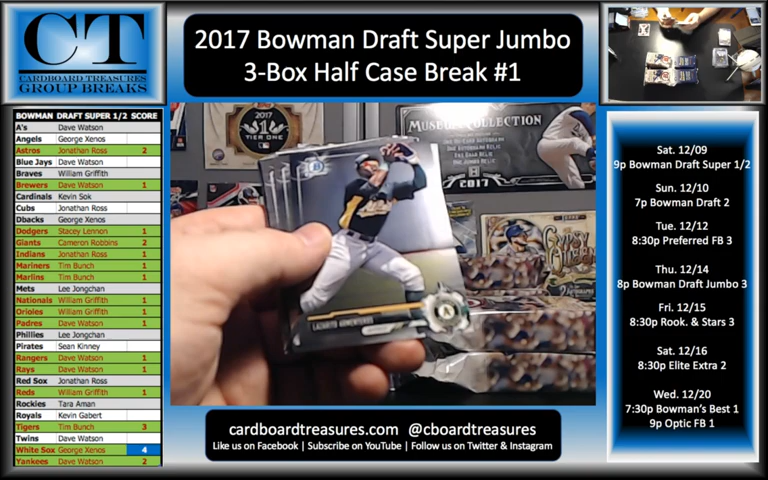 CT
CARDBOARD TREASURES
GROUP BREAKS
2017 Bowman Draft Super Jumbo
3-Box Half Case Break #1
BOWMAN DRAFT SUPER 1/2 SCORE
A's Dave Watson
Angels George Xenos
Astros Jonathan Ross 2
Blue Jays Dave Watson
Braves William Griffith
Brewers Dave Watson 1
Cardinals Kevin Sok
Cubs Jonathan Ross
Dbacks George Xenos
Dodgers Stacey Lennon 1
Giants Cameron Robbins 2
Indians Jonathan Ross 1
Mariners Tim Bunch 1
Marlins Tim Bunch 1
Mets Lee Jongchan
Nationals William Griffith 1
Orioles William Griffith 1
Padres Dave Watson 1
Phillies Lee Jongchan
Pirates Sean Kinney
Rangers Dave Watson 1
Rays Dave Watson 1
Red Sox Jonathan Ross
Reds William Griffith 1
Rockies Tara Aman
Royals Kevin Gabert
Tigers Tim Bunch 3
Twins Dave Watson
White Sox George Xenos 4
Yankees Dave Watson 2
2017
1
TIER ONE
MUSEUM COLLECTION
2017
GYPSY
QUEEN
LAZARITO ARMENTEROS
Sat. 12/09
9p Bowman Draft Super 1/2
Sun. 12/10
7p Bowman Draft 2
Tue. 12/12
8:30p Preferred FB 3
Thu. 12/14
8p Bowman Draft Jumbo 3
Fri. 12/15
8:30p Rook. & Stars 3
Sat. 12/16
8:30p Elite Extra 2
Wed. 12/20
7:30p Bowman's Best 1
9p Optic FB 1
cardboardtreasures.com @cboardtreasures
Like us on Facebook | Subscribe on YouTube | Follow us on Twitter & Instagram